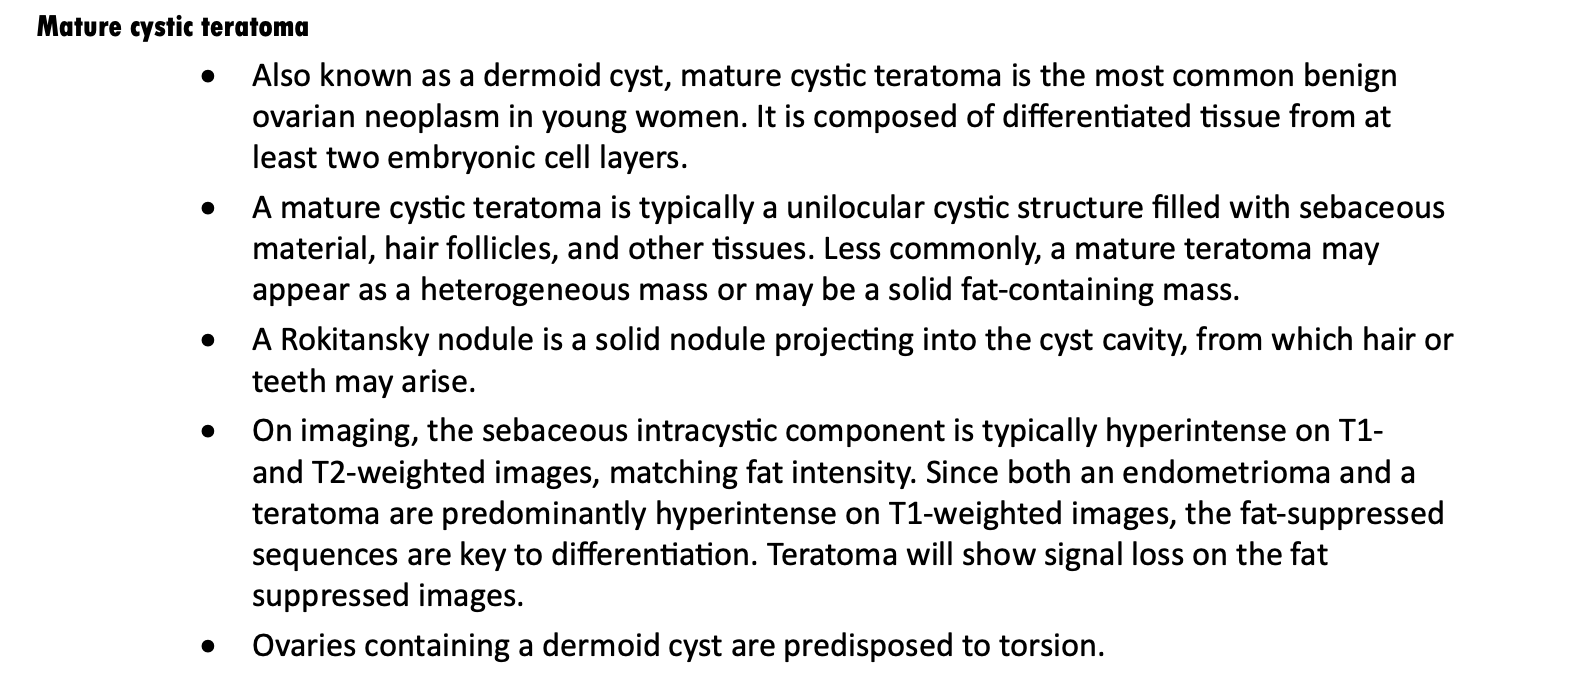 Mature cystic teratoma
• Also known as a dermoid cyst, mature cystic teratoma is the most common benign
ovarian neoplasm in young women. It is composed of differentiated tissue from at
least two embryonic cell layers.
• A mature cystic teratoma is typically a unilocular cystic structure filled with sebaceous
material, hair follicles, and other tissues. Less commonly, a mature teratoma may
appear as a heterogeneous mass or may be a solid fat-containing mass.
• A Rokitansky nodule is a solid nodule projecting into the cyst cavity, from which hair or
teeth may arise.
• On imaging, the sebaceous intracystic component is typically hyperintense on T1-
and T2-weighted images, matching fat intensity. Since both an endometrioma and a
teratoma are predominantly hyperintense on T1-weighted images, the fat-suppressed
sequences are key to differentiation. Teratoma will show signal loss on the fat
suppressed images.
• Ovaries containing a dermoid cyst are predisposed to torsion.